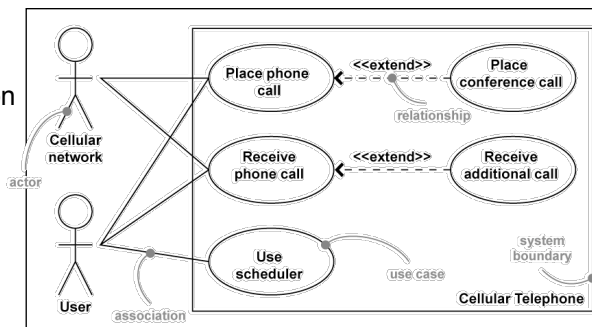 n
Cellular
network
actor
User
association
Place phone
call
<<extend>>
Place
conference call
relationship
Receive
phone call
<<extend>>
Receive
additional call
Use
scheduler
use case
system
boundary
Cellular Telephone